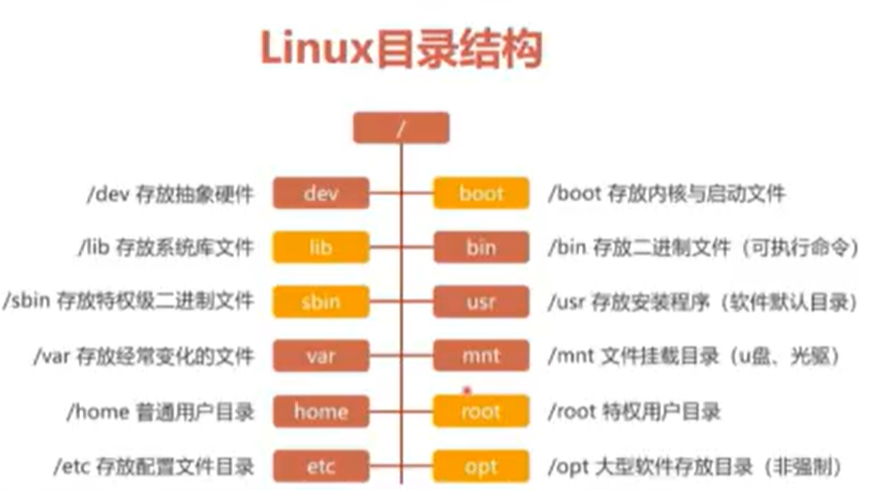 Linux目录结构
/
/dev 存放抽象硬件 dev boot /boot 存放内核与启动文件
/lib 存放系统库文件 lib bin /bin 存放二进制文件（可执行命令）
/sbin 存放特权级二进制文件 sbin usr /usr 存放安装程序（软件默认目录）
/var 存放经常变化的文件 var mnt /mnt 文件挂载目录（u盘、光驱）
/home 普通用户目录 home root /root 特权用户目录
/etc 存放配置文件目录 etc opt /opt 大型软件存放目录（非强制）